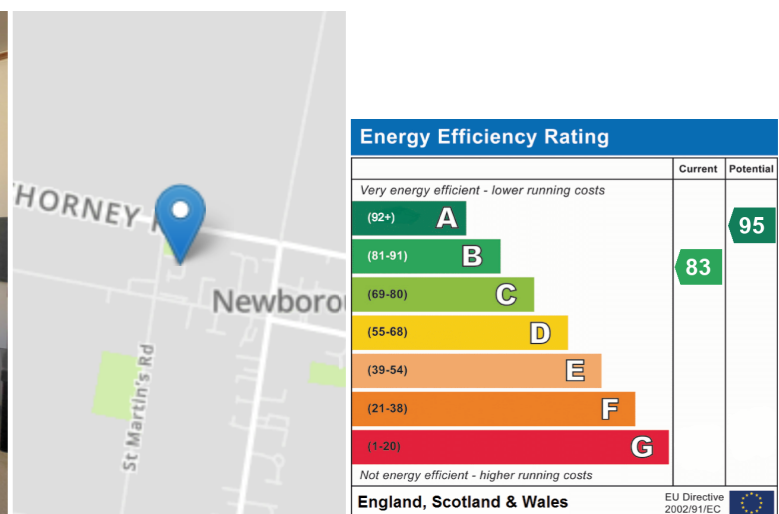 HORNEY
Newboro
St Martin's Rd
Energy Efficiency Rating
Current Potential
Very energy efficient - lower running costs
(92+) A
95
(81-91) B
83
(69-80) C
(55-68) D
(39-54) E
(21-38) F
(1-20) G
Not energy efficient - higher running costs
England, Scotland & Wales
EU Directive
2002/91/EC